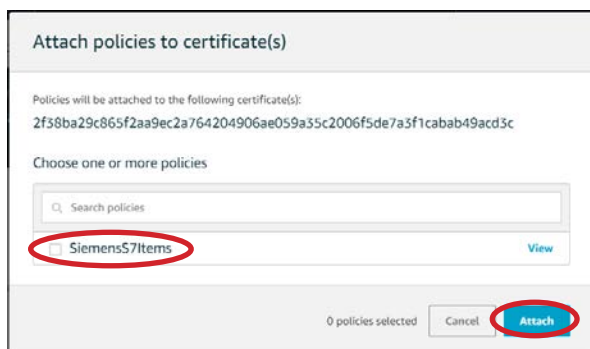 Attach policies to certificate(s)
Policies will be attached to the following certificate(s):
2f38ba29c865f2aa9ec2a764204906ae059a35c2006f5de7a3f1cabab49acd3c
Choose one or more policies
Search policies
SiemensS7Items View
0 policies selected Cancel Attach